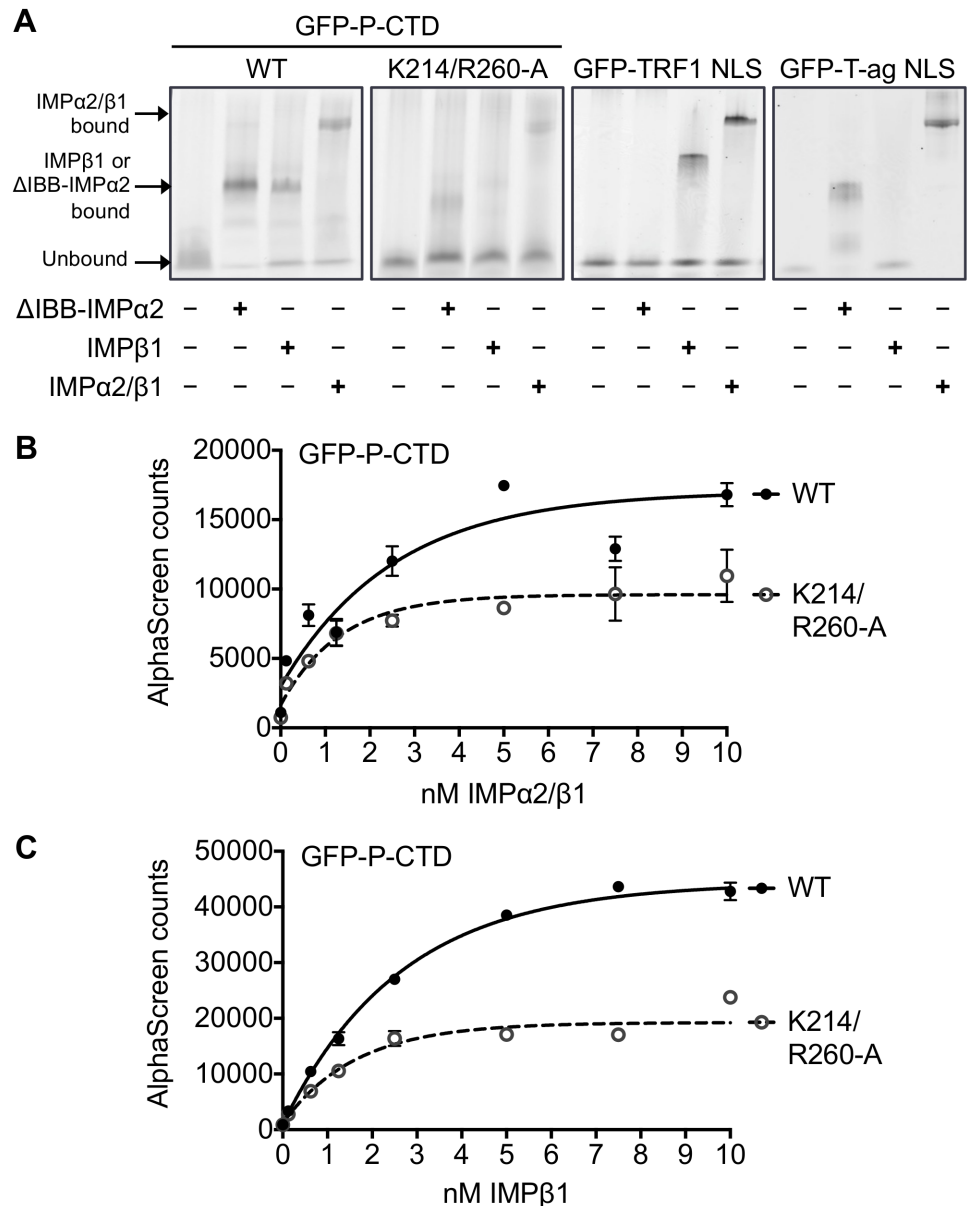 A
GFP-P-CTD
WT K214/R260-A GFP-TRF1 NLS GFP-T-ag NLS
IMPα2/β1
bound
IMPβ1 or
ΔIBB-IMPα2
bound
Unbound
ΔIBB-IMPα2 – + – – – + – – – + – – – + – –
IMPβ1 – – + – – – + – – – + – – – + –
IMPα2/β1 – – – + – – – + – – – + – – – +
B
GFP-P-CTD
AlphaScreen counts
20000
15000
10000
5000
0
0 1 2 3 4 5 6 7 8 9 10
nM IMPα2/β1
WT
K214/
R260-A
C
GFP-P-CTD
AlphaScreen counts
50000
40000
30000
20000
10000
0
0 1 2 3 4 5 6 7 8 9 10
nM IMPβ1
WT
K214/
R260-A